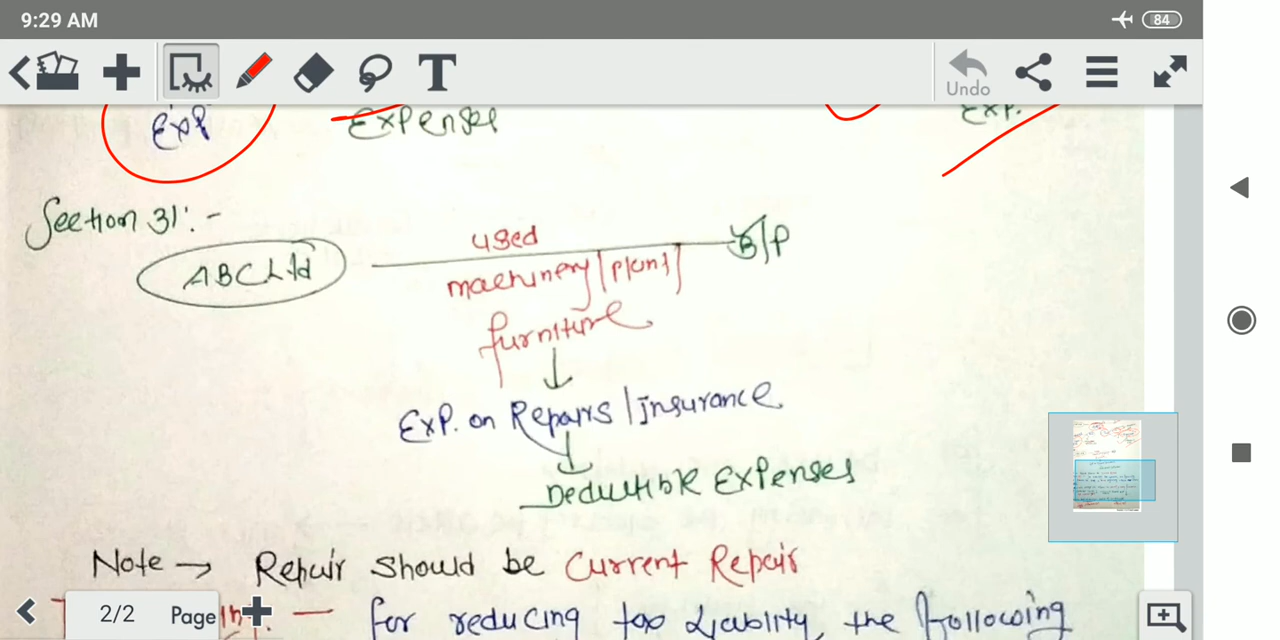 9:29 AM
84
T
Undo
Exp
Expenses
Exp.
Section 31:-
ABC Ltd
used
B/P
machinery/plant/
furniture
Exp. on Repairs/insurance
Deductible Expenses
Note → Repair should be Current Repair
2/2 Page
— for reducing tax liability, the following